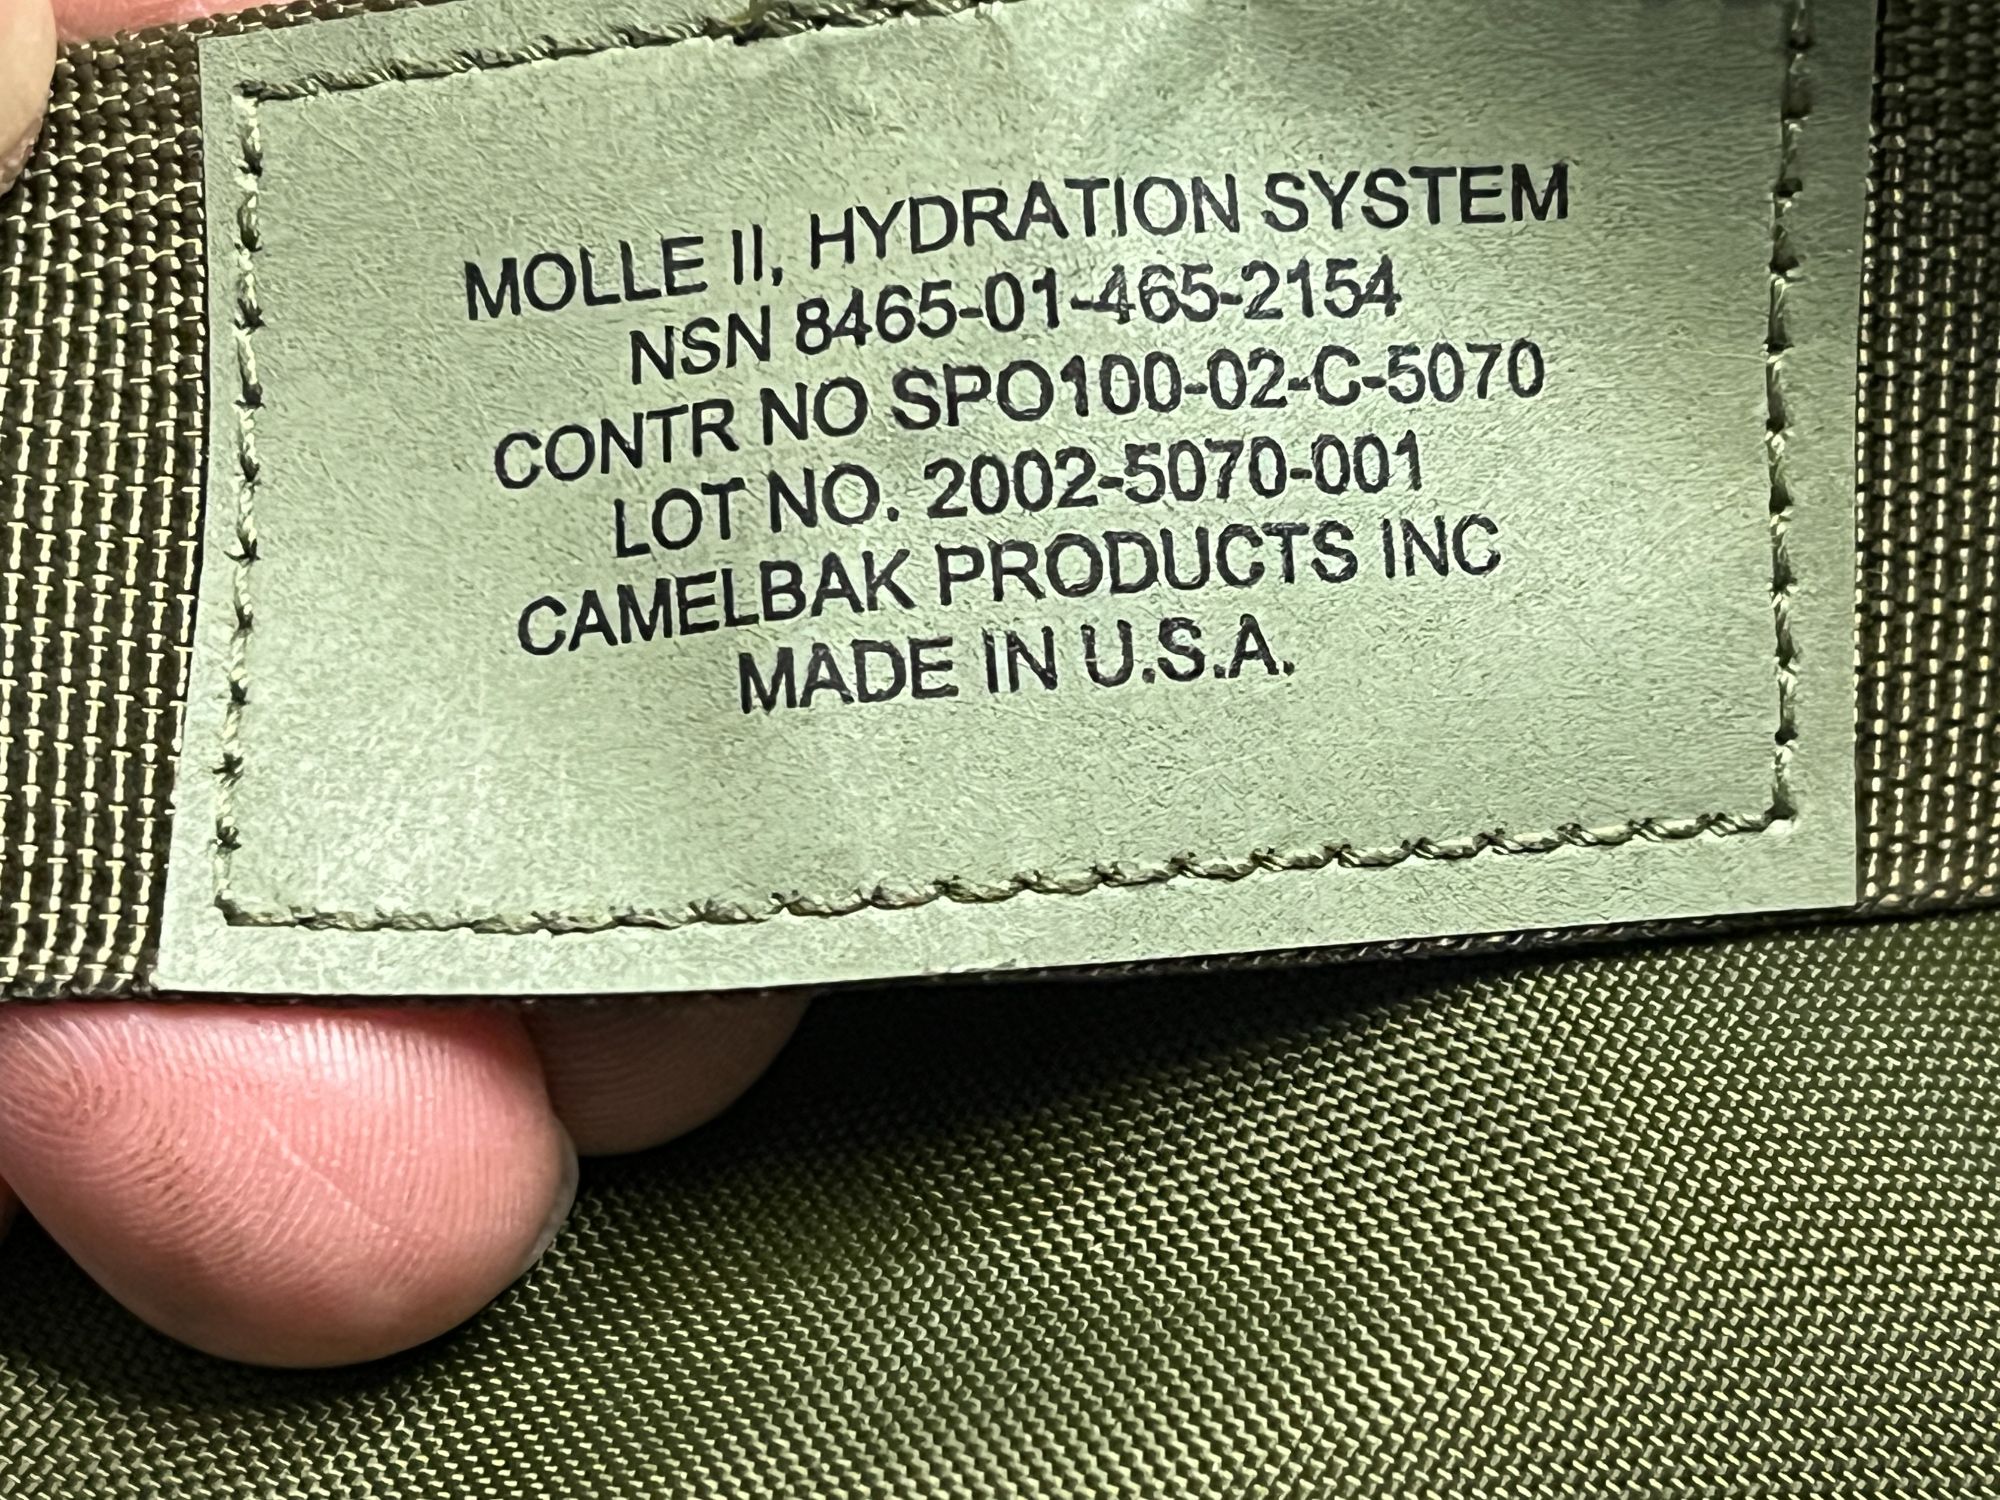 MOLLE II, HYDRATION SYSTEM
NSN 8465-01-465-2154
CONTR NO SPO100-02-C-5070
LOT NO. 2002-5070-001
CAMELBAK PRODUCTS INC
MADE IN U.S.A.